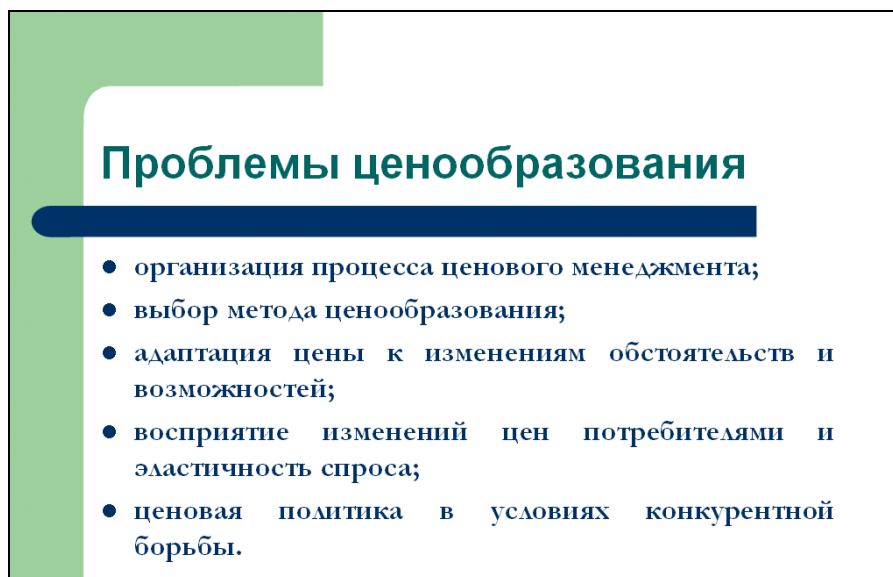 Проблемы ценообразования
организация процесса ценового менеджмента;
выбор метода ценообразования;
адаптация цены к изменениям обстоятельств и
возможностей;
восприятие изменений цен потребителями и
эластичность спроса;
ценовая политика в условиях конкурентной
борьбы.